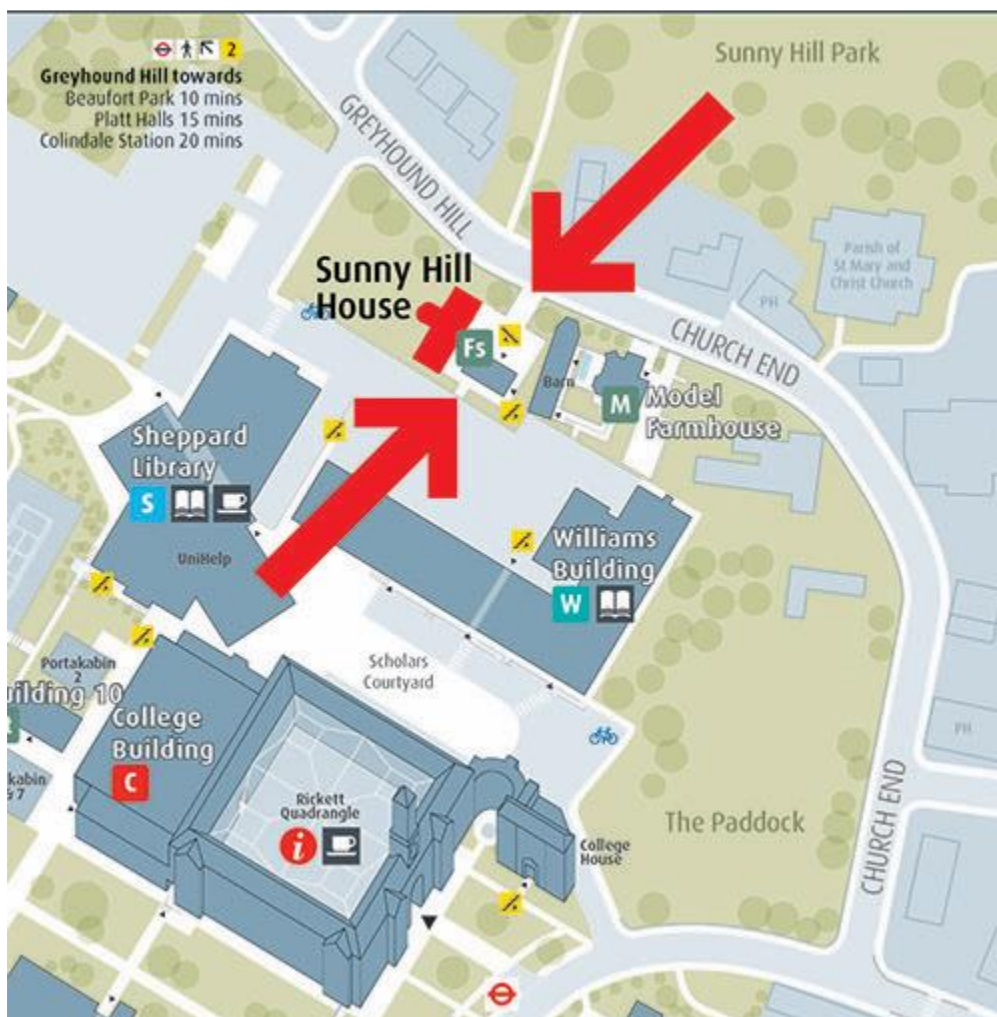 2
Greyhound Hill towards
Beaufort Park 10 mins
Platt Halls 15 mins
Colindale Station 20 mins
Sunny Hill Park
GREYHOUND HILL
Parish of
St Mary and
Christ Church
PH
Sunny Hill
House
Fs
CHURCH END
Barn
M
Model
Farmhouse
Sheppard
Library
S
UniHelp
Williams
Building
W
Scholars
Courtyard
Portakabin
2
uilding 10
College
Building
C
kabin
& 7
Rickett
Quadrangle
i
College
House
The Paddock
PH
CHURCH END